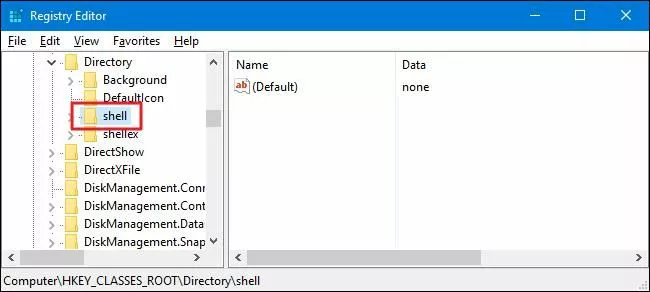 Registry Editor
File Edit View Favorites Help
Directory
Background
DefaultIcon
shell
shellex
DirectShow
DirectXFile
DiskManagement.Conn
DiskManagement.Cont
DiskManagement.Data
DiskManagement.Snap
Name Data
ab (Default) none
Computer\HKEY_CLASSES_ROOT\Directory\shell